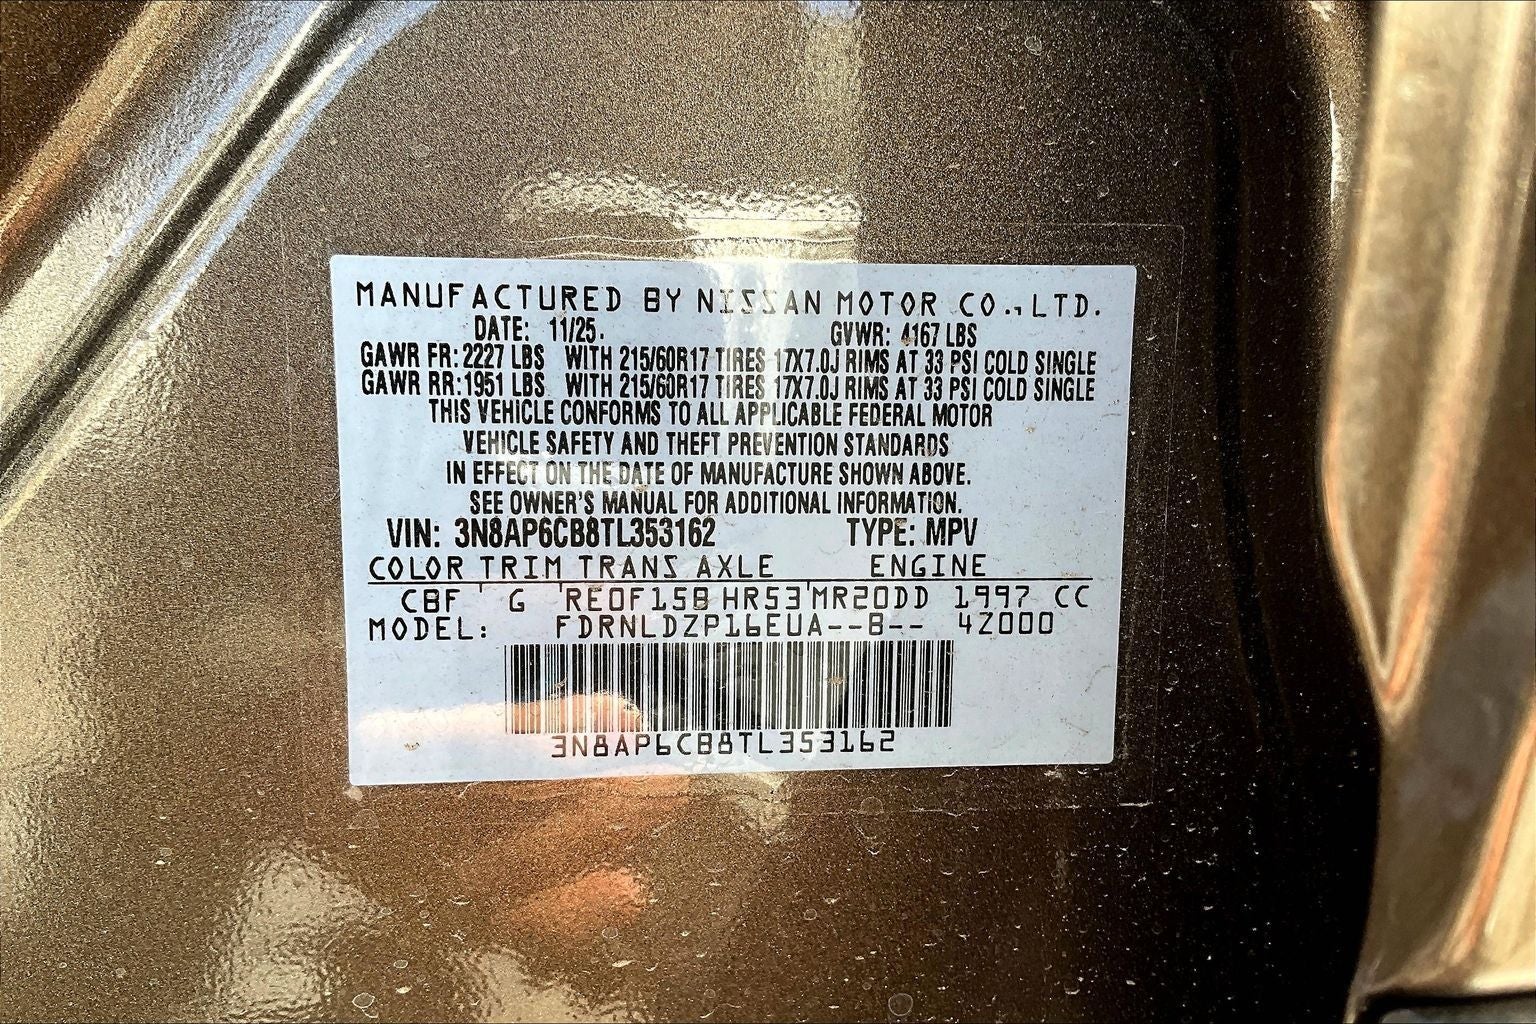 MANUFACTURED BY NISSAN MOTOR CO.,LTD.
DATE: 11/25. GVWR: 4167 LBS
GAWR FR: 2227 LBS WITH 215/60R17 TIRES 17X7.0J RIMS AT 33 PSI COLD SINGLE
GAWR RR: 1951 LBS WITH 215/60R17 TIRES 17X7.0J RIMS AT 33 PSI COLD SINGLE
THIS VEHICLE CONFORMS TO ALL APPLICABLE FEDERAL MOTOR
VEHICLE SAFETY AND THEFT PREVENTION STANDARDS
IN EFFECT ON THE DATE OF MANUFACTURE SHOWN ABOVE.
SEE OWNER'S MANUAL FOR ADDITIONAL INFORMATION.
VIN: 3N8AP6CB8TL353162 TYPE: MPV
COLOR TRIM TRANS AXLE ENGINE
CBF ' G 'RE0F15B HR53'MR20DD 1997 CC
MODEL: FDRNLDZP16EUA--B-- 4Z000
3N8AP6CB8TL353162